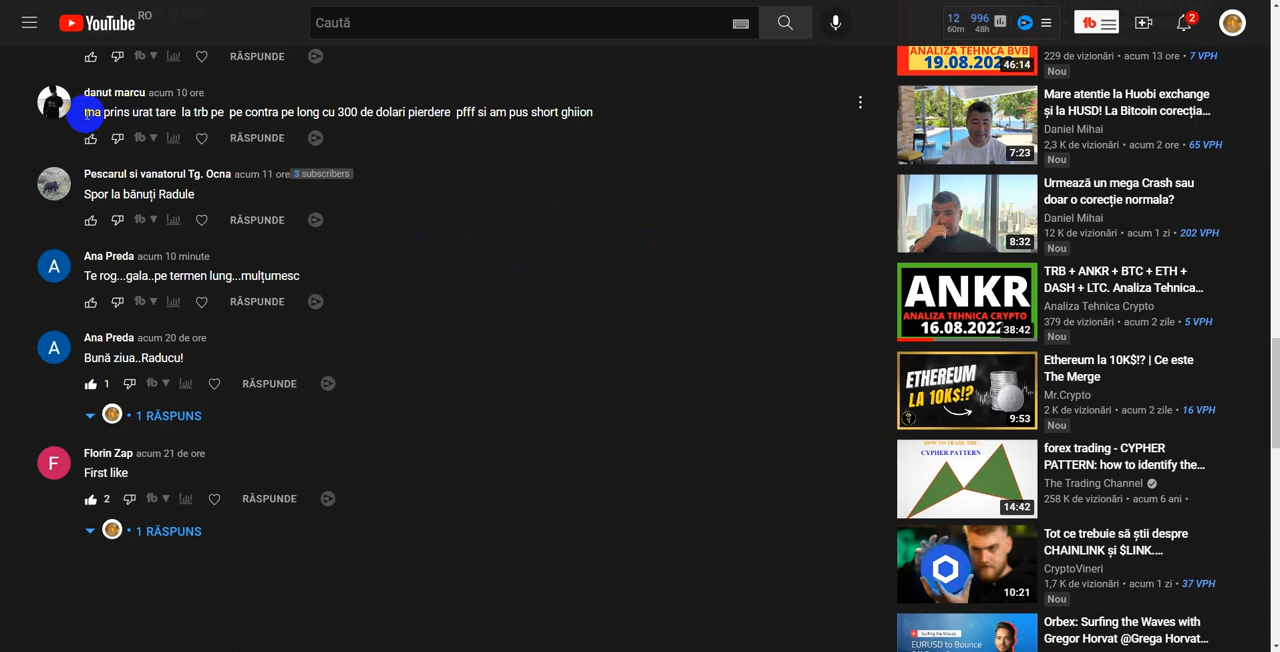 YouTube RO
Caută
12 60m 996 48h
tb
2
RĂSPUNDE
danut marcu acum 10 ore
ma prins urat tare la trb pe pe contra pe long cu 300 de dolari pierdere pfff si am pus short ghiion
tb RĂSPUNDE
Pescarul si vanatorul Tg. Ocna acum 11 ore 3 subscribers
Spor la bănuți Radule
tb RĂSPUNDE
Ana Preda acum 10 minute
Te rog...gala..pe termen lung...mulțumesc
tb RĂSPUNDE
Ana Preda acum 20 de ore
Bună ziua..Raducu!
1 tb RĂSPUNDE
• 1 RĂSPUNS
Florin Zap acum 21 de ore
First like
2 tb RĂSPUNDE
• 1 RĂSPUNS
A
A
F
ANALIZA TEHNCA BVB
19.08.202
46:14
229 de vizionări • acum 13 ore • 7 VPH
Nou
7:23
Mare atentie la Huobi exchange
și la HUSD! La Bitcoin corecția...
Daniel Mihai
2,3 K de vizionări • acum 2 ore • 65 VPH
Nou
8:32
Urmează un mega Crash sau
doar o corecție normala?
Daniel Mihai
12 K de vizionări • acum 1 zi • 202 VPH
Nou
ANKR
ANALIZA TEHNICA CRYPTO
16.08.2022
38:42
TRB + ANKR + BTC + ETH +
DASH + LTC. Analiza Tehnica...
Analiza Tehnica Crypto
379 de vizionări • acum 2 zile • 5 VPH
Nou
ETHEREUM
LA 10K$!?
9:53
Ethereum la 10K$!? | Ce este
The Merge
Mr.Crypto
2 K de vizionări • acum 2 zile • 16 VPH
Nou
HOW TO TRADE THE -
CYPHER PATTERN
14:42
forex trading - CYPHER
PATTERN: how to identify the...
The Trading Channel
258 K de vizionări • acum 6 ani •
10:21
Tot ce trebuie să știi despre
CHAINLINK și $LINK....
CryptoVineri
1,7 K de vizionări • acum 1 zi • 37 VPH
Nou
Surfing the Waves
EURUSD to Bounce
Orbex: Surfing the Waves with
Gregor Horvat @Grega Horvat...